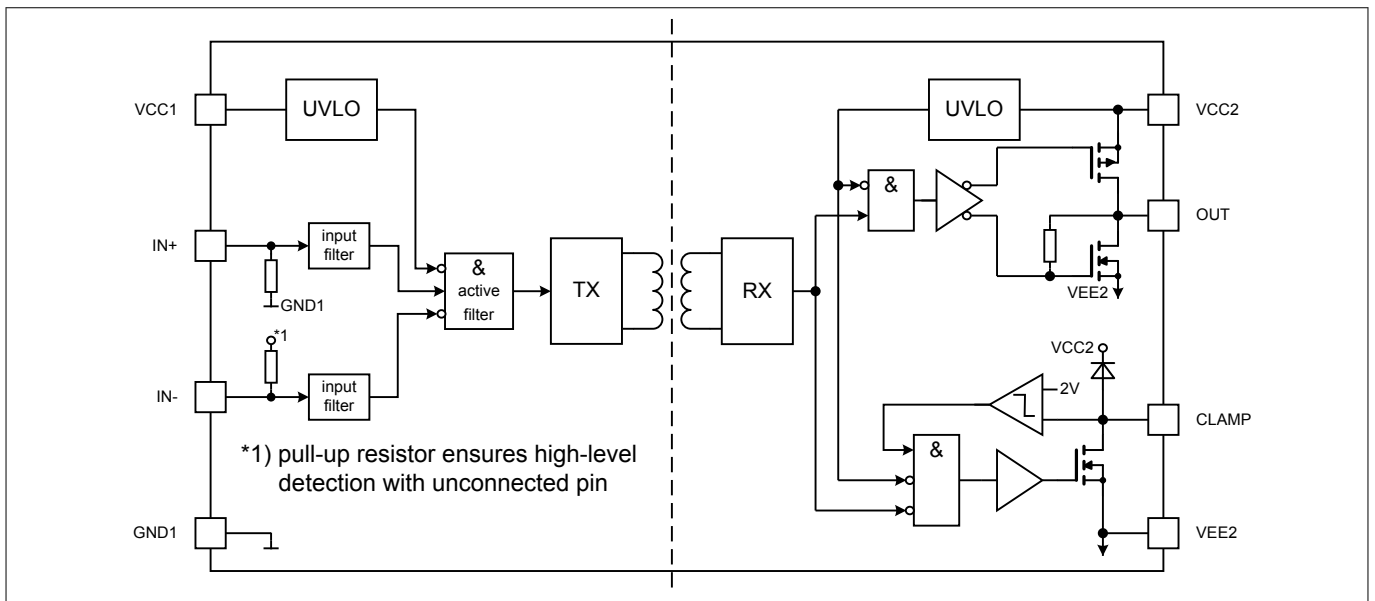 VCC1
UVLO
IN+
input
filter
GND1
&
active
filter
TX
*1
IN-
input
filter
*1) pull-up resistor ensures high-level
detection with unconnected pin
GND1
RX
UVLO
VCC2
&
OUT
VEE2
VCC2
2V
CLAMP
&
VEE2